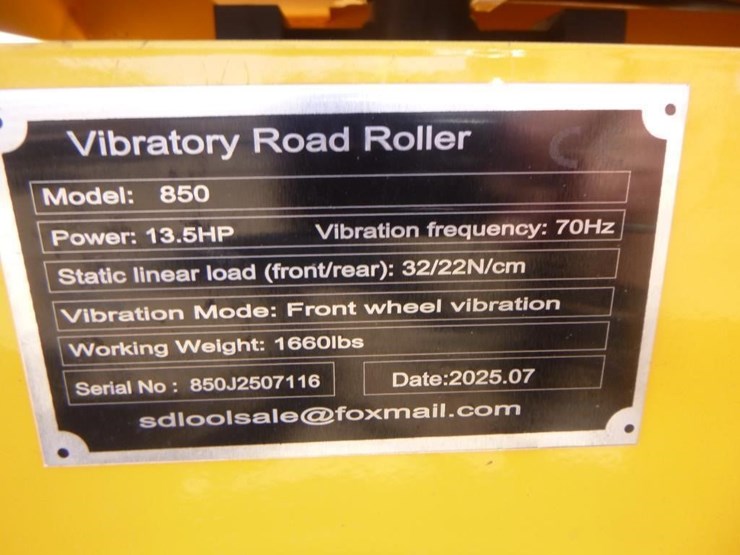 Vibratory Road Roller
Model: 850
Power: 13.5HP Vibration frequency: 70Hz
Static linear load (front/rear): 32/22N/cm
Vibration Mode: Front wheel vibration
Working Weight: 1660lbs
Serial No : 850J2507116 Date:2025.07
sdloolsale@foxmail.com